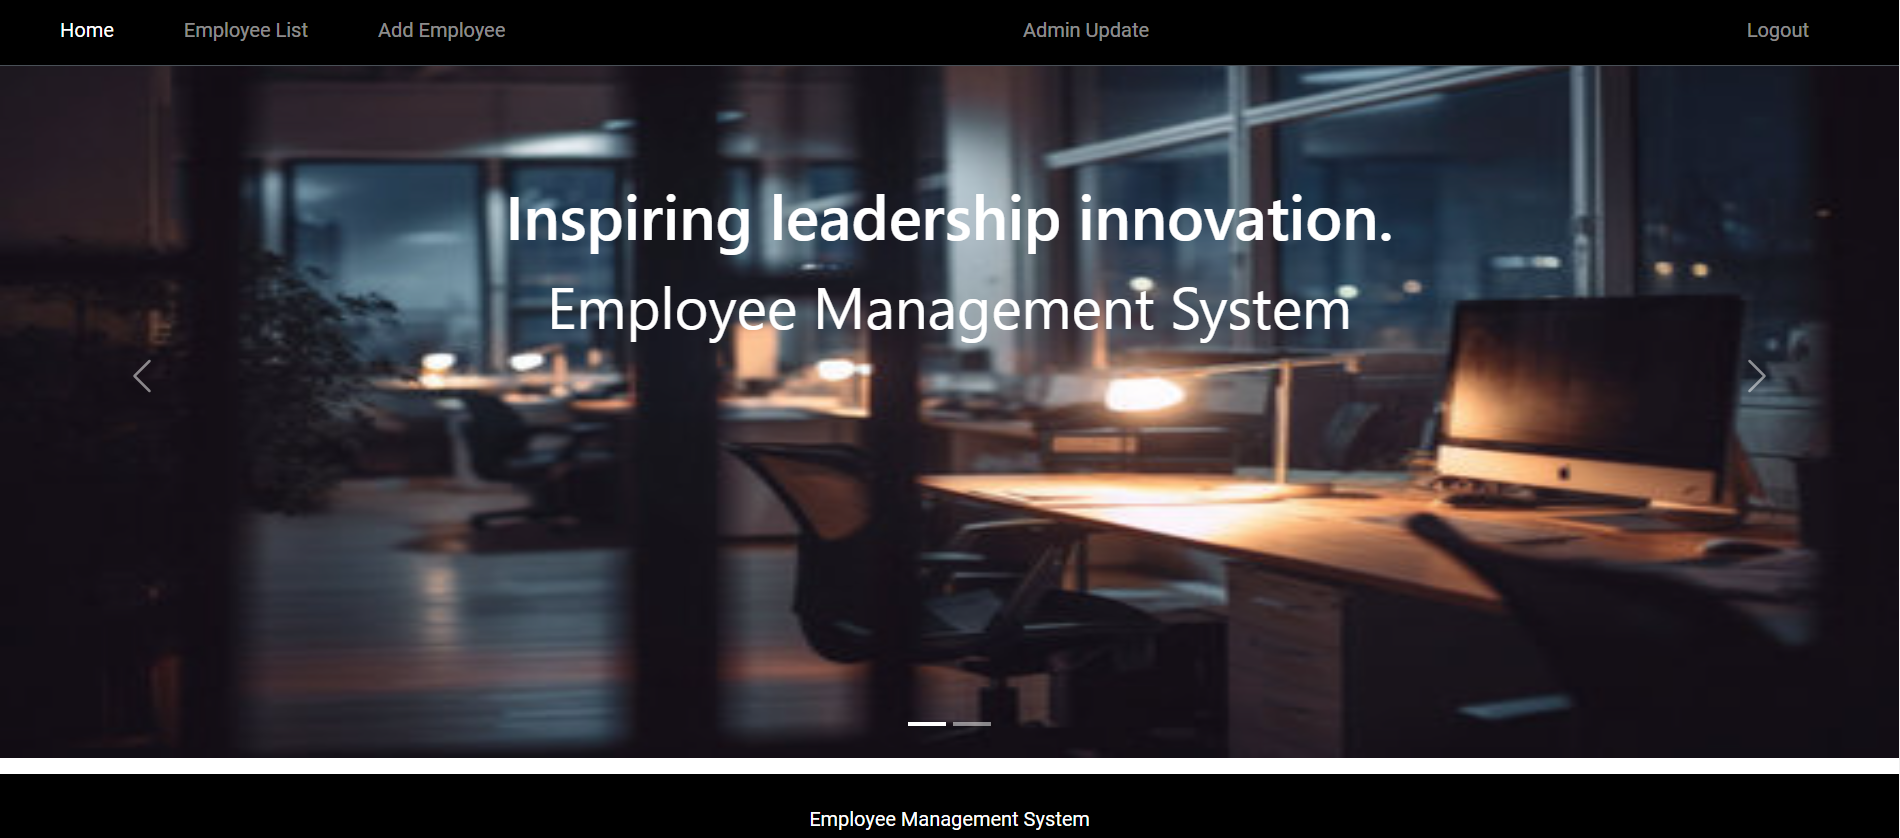 Home Employee List Add Employee Admin Update Logout
Inspiring leadership innovation.
Employee Management System
Employee Management System